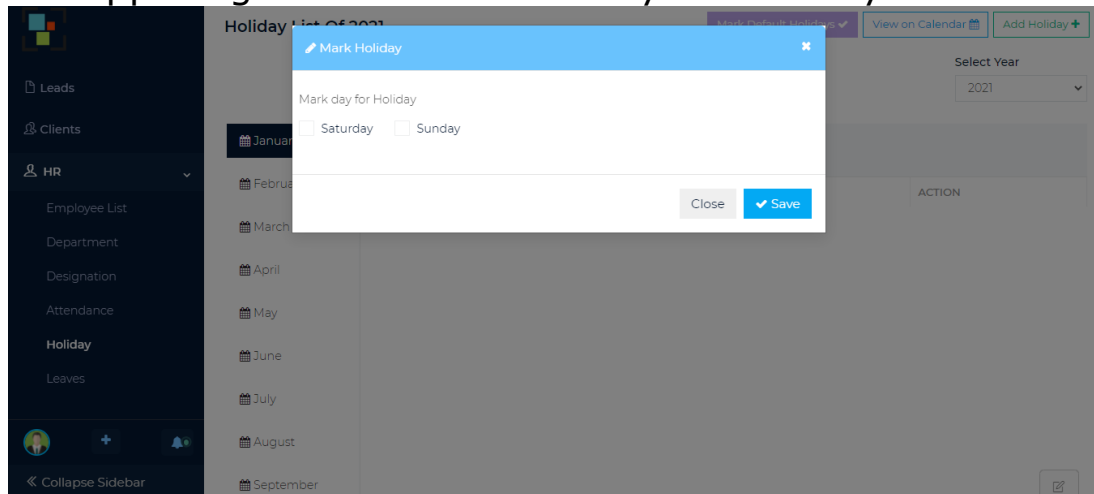 Holiday List Of 2021
Mark Default Holidays
View on Calendar
Add Holiday +
Mark Holiday
Select Year
2021
Leads
Mark day for Holiday
Clients
Saturday
Sunday
Januar
HR
Februa
ACTION
Employee List
Close
Save
March
Department
Designation
April
Attendance
May
Holiday
June
Leaves
July
August
Collapse Sidebar
September